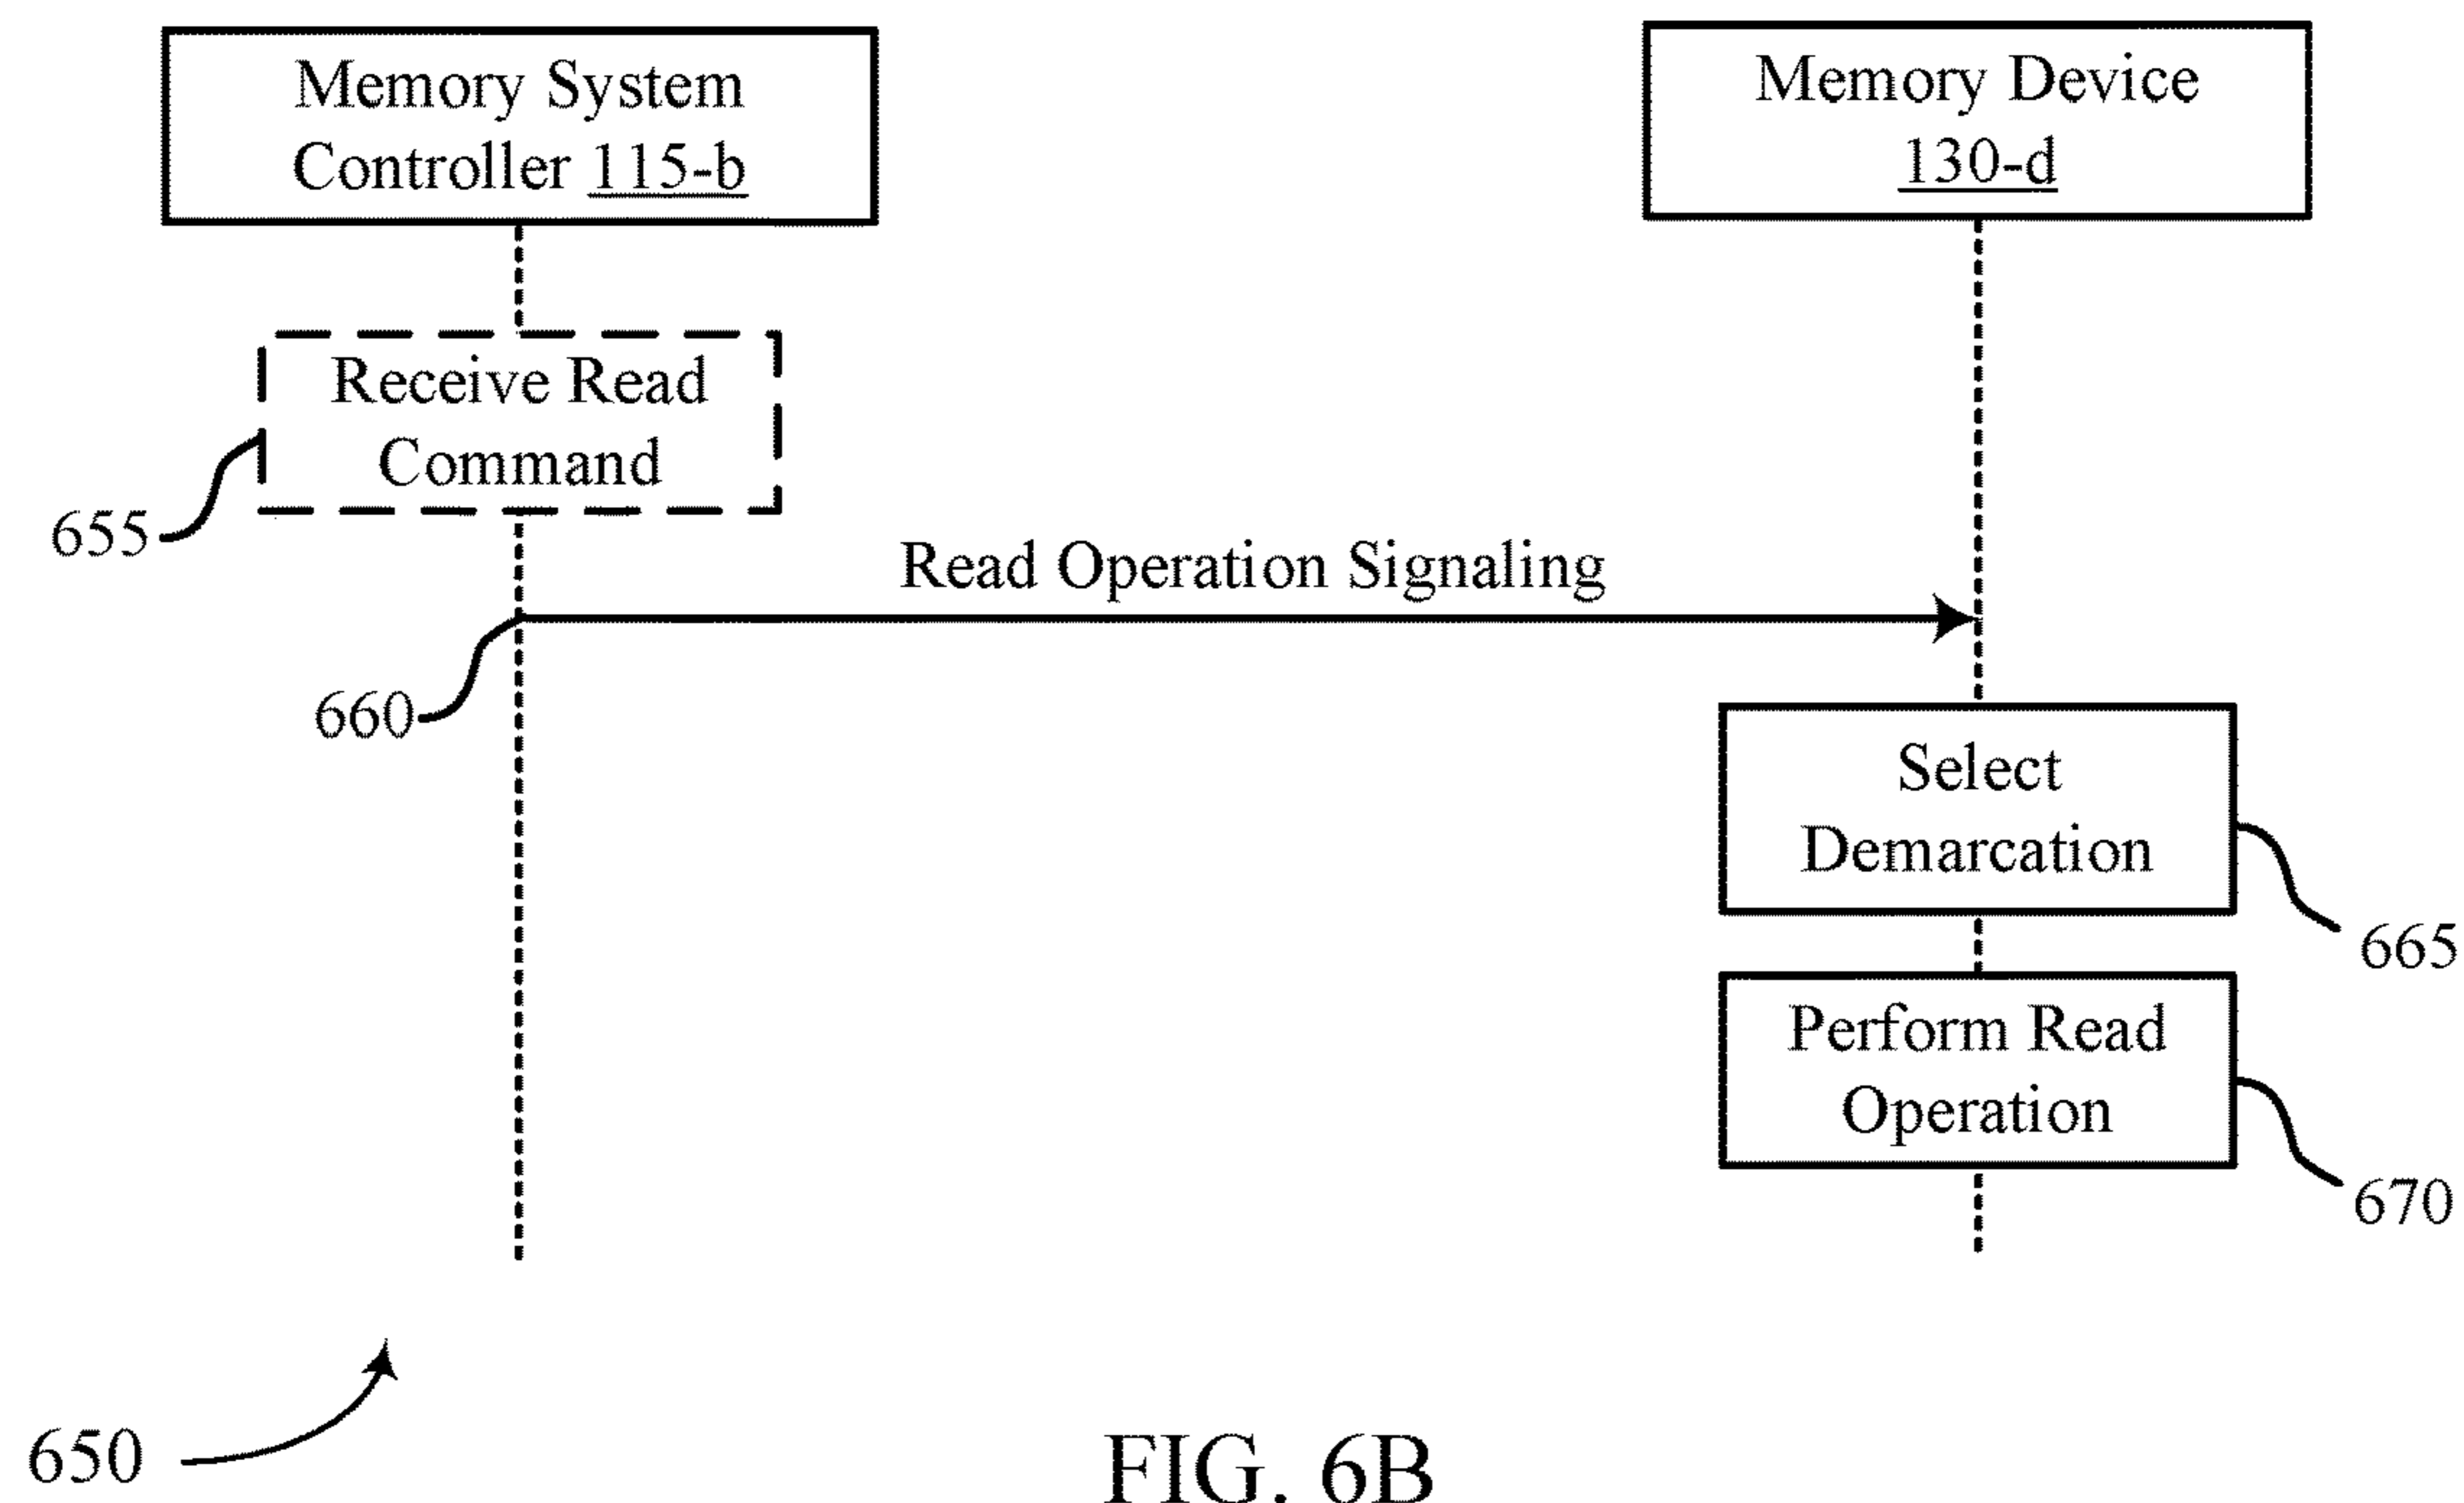 Memory System
Controller 115-b
Memory Device
130-d
Receive Read
Command
655
Read Operation Signaling
660
Select
Demarcation
665
Perform Read
Operation
670
650
FIG. 6B